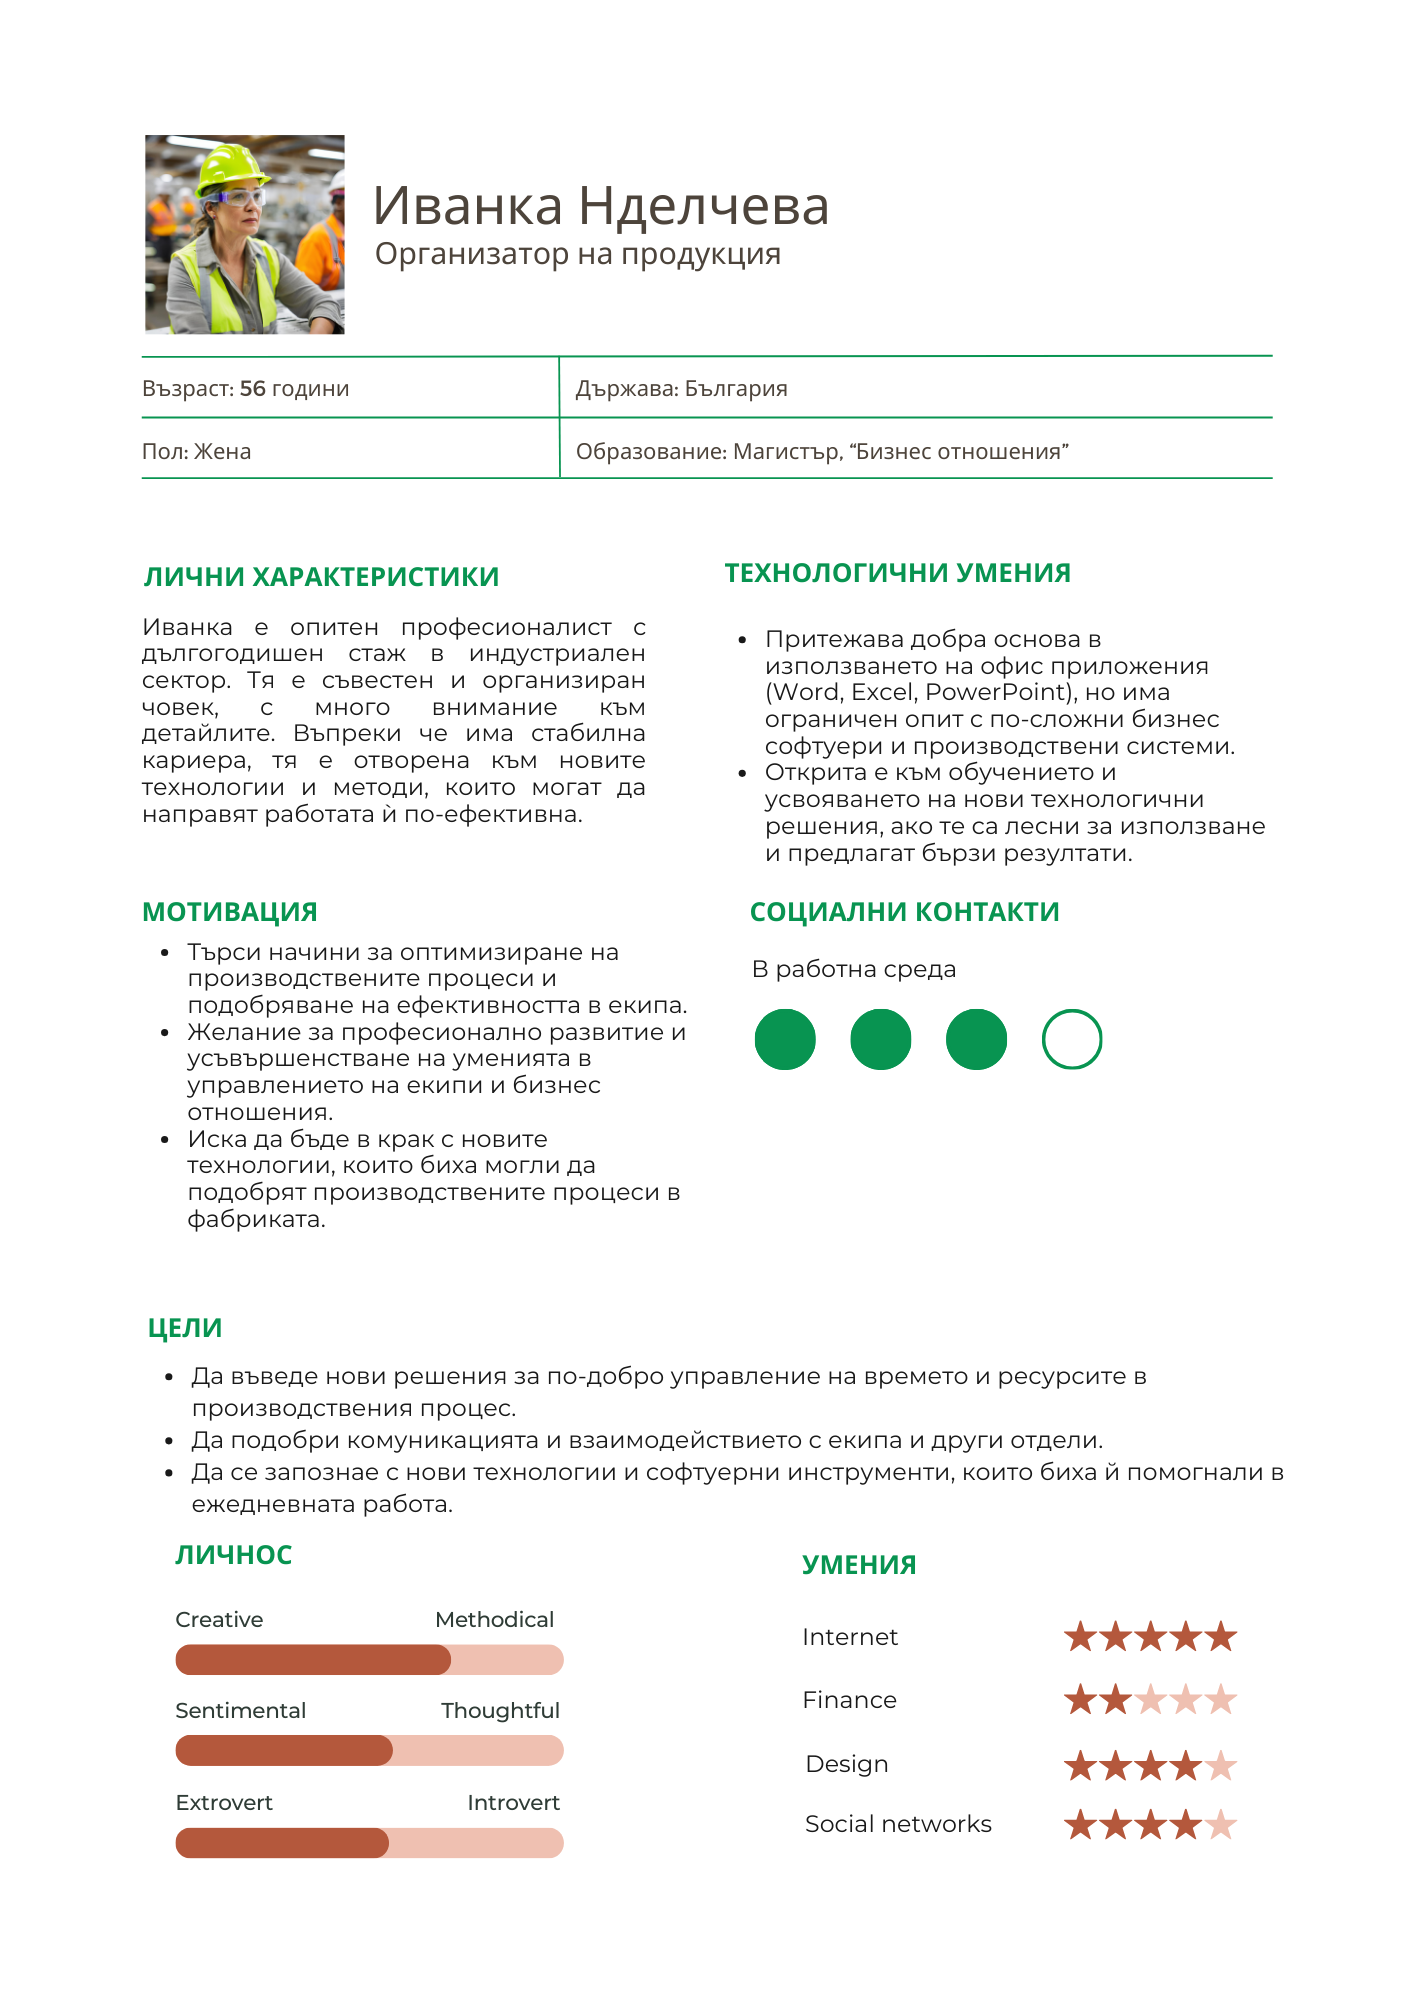 Иванка Нделчева
Организатор на продукция
Възраст: 56 години
Държава: България
Пол: Жена
Образование: Магистър, “Бизнес отношения”
ЛИЧНИ ХАРАКТЕРИСТИКИ
Иванка е опитен професионалист с
дългогодишен стаж в индустриален
сектор. Тя е съвестен и организиран
човек, с много внимание към
детайлите. Въпреки че има стабилна
кариера, тя е отворена към новите
технологии и методи, които могат да
направят работата ѝ по-ефективна.
ТЕХНОЛОГИЧНИ УМЕНИЯ
• Притежава добра основа в
използването на офис приложения
(Word, Excel, PowerPoint), но има
ограничен опит с по-сложни бизнес
софтуери и производствени системи.
• Открита е към обучението и
усвояването на нови технологични
решения, ако те са лесни за използване
и предлагат бързи резултати.
МОТИВАЦИЯ
• Търси начини за оптимизиране на
производствените процеси и
подобряване на ефективността в екипа.
• Желание за професионално развитие и
усъвършенстване на уменията в
управлението на екипи и бизнес
отношения.
• Иска да бъде в крак с новите
технологии, които биха могли да
подобрят производствените процеси в
фабриката.
СОЦИАЛНИ КОНТАКТИ
В работна среда
ЦЕЛИ
• Да въведе нови решения за по-добро управление на времето и ресурсите в
производствения процес.
• Да подобри комуникацията и взаимодействието с екипа и други отдели.
• Да се запознае с нови технологии и софтуерни инструменти, които биха й помогнали в
ежедневната работа.
ЛИЧНОС
Creative Methodical
Sentimental Thoughtful
Extrovert Introvert
УМЕНИЯ
Internet
Finance
Design
Social networks